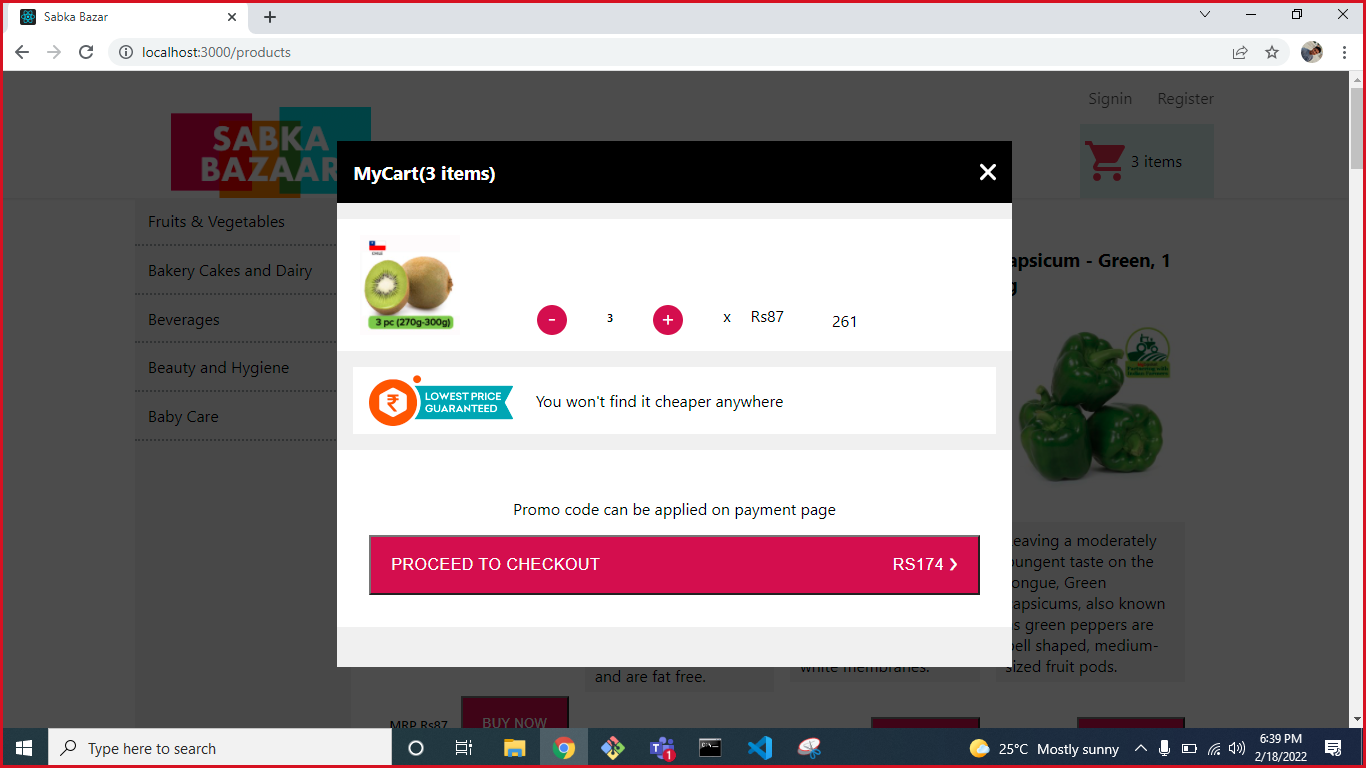 Sabka Bazar
localhost:3000/products
Signin Register
SABKA
BAZAAR
3 items
MyCart(3 items)
Fruits & Vegetables
Bakery Cakes and Dairy
Beverages
Beauty and Hygiene
Baby Care
apsicum - Green, 1
g
3 pc (270g-300g)
- 3 + x Rs87 261
LOWEST PRICE
GUARANTEED
You won't find it cheaper anywhere
Promo code can be applied on payment page
PROCEED TO CHECKOUT RS174
eaving a moderately
ungent taste on the
ongue, Green
apsicums, also known
s green peppers are
ell shaped, medium-
sized fruit pods.
white membranes.
and are fat free.
MRP Rs87
BUY NOW
Type here to search
1
25°C Mostly sunny
6:39 PM
2/18/2022